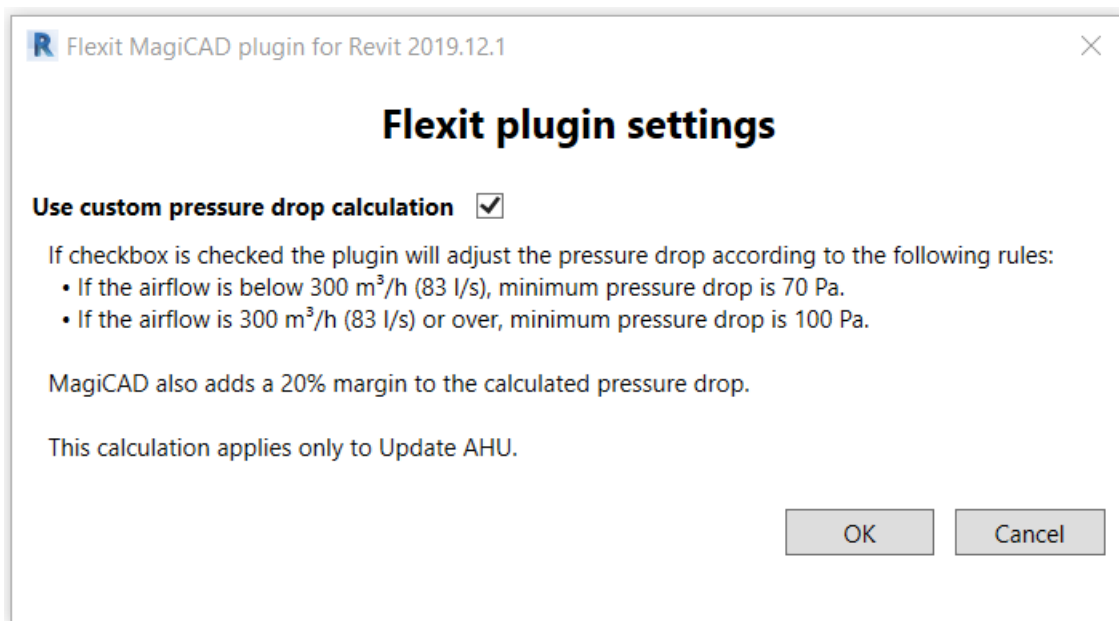 R Flexit MagiCAD plugin for Revit 2019.12.1
Flexit plugin settings
Use custom pressure drop calculation
If checkbox is checked the plugin will adjust the pressure drop according to the following rules:
• If the airflow is below 300 m³/h (83 l/s), minimum pressure drop is 70 Pa.
• If the airflow is 300 m³/h (83 l/s) or over, minimum pressure drop is 100 Pa.
MagiCAD also adds a 20% margin to the calculated pressure drop.
This calculation applies only to Update AHU.
OK Cancel